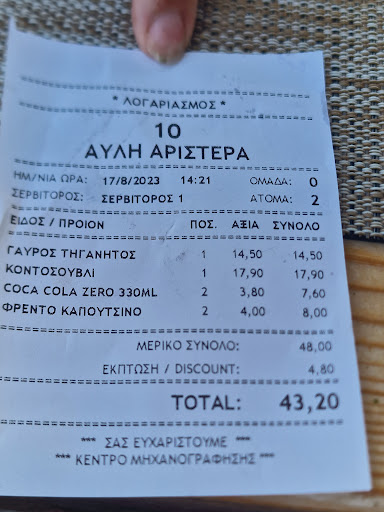 * ΛΟΓΑΡΙΑΣΜΟΣ *
10
ΑΥΛΗ ΑΡΙΣΤΕΡΑ
ΗΜ/ΝΙΑ ΩΡΑ: 17/8/2023 14:21 ΟΜΑΔΑ: 0
ΣΕΡΒΙΤΟΡΟΣ: ΣΕΡΒΙΤΟΡΟΣ 1 ΑΤΟΜΑ: 2
ΕΙΔΟΣ / ΠΡΟΙΟΝ ΠΟΣ. ΑΞΙΑ ΣΥΝΟΛΟ
ΓΑΥΡΟΣ ΤΗΓΑΝΗΤΟΣ 1 14,50 14,50
ΚΟΝΤΟΣΟΥΒΛΙ 1 17,90 17,90
COCA COLA ZERO 330ML 2 3,80 7,60
ΦΡΕΝΤΟ ΚΑΠΟΥΤΣΙΝΟ 2 4,00 8,00
ΜΕΡΙΚΟ ΣΥΝΟΛΟ: 48,00
ΕΚΠΤΩΣΗ / DISCOUNT: 4,80
TOTAL: 43,20
*** ΣΑΣ ΕΥΧΑΡΙΣΤΟΥΜΕ ***
*** ΚΕΝΤΡΟ ΜΗΧΑΝΟΓΡΑΦΗΣΗΣ ***